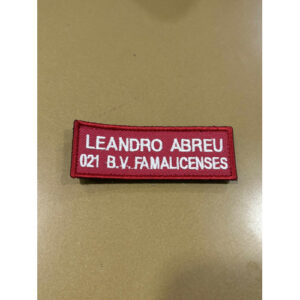 LEANDRO ABREU
021 B.V. FAMALICENSES